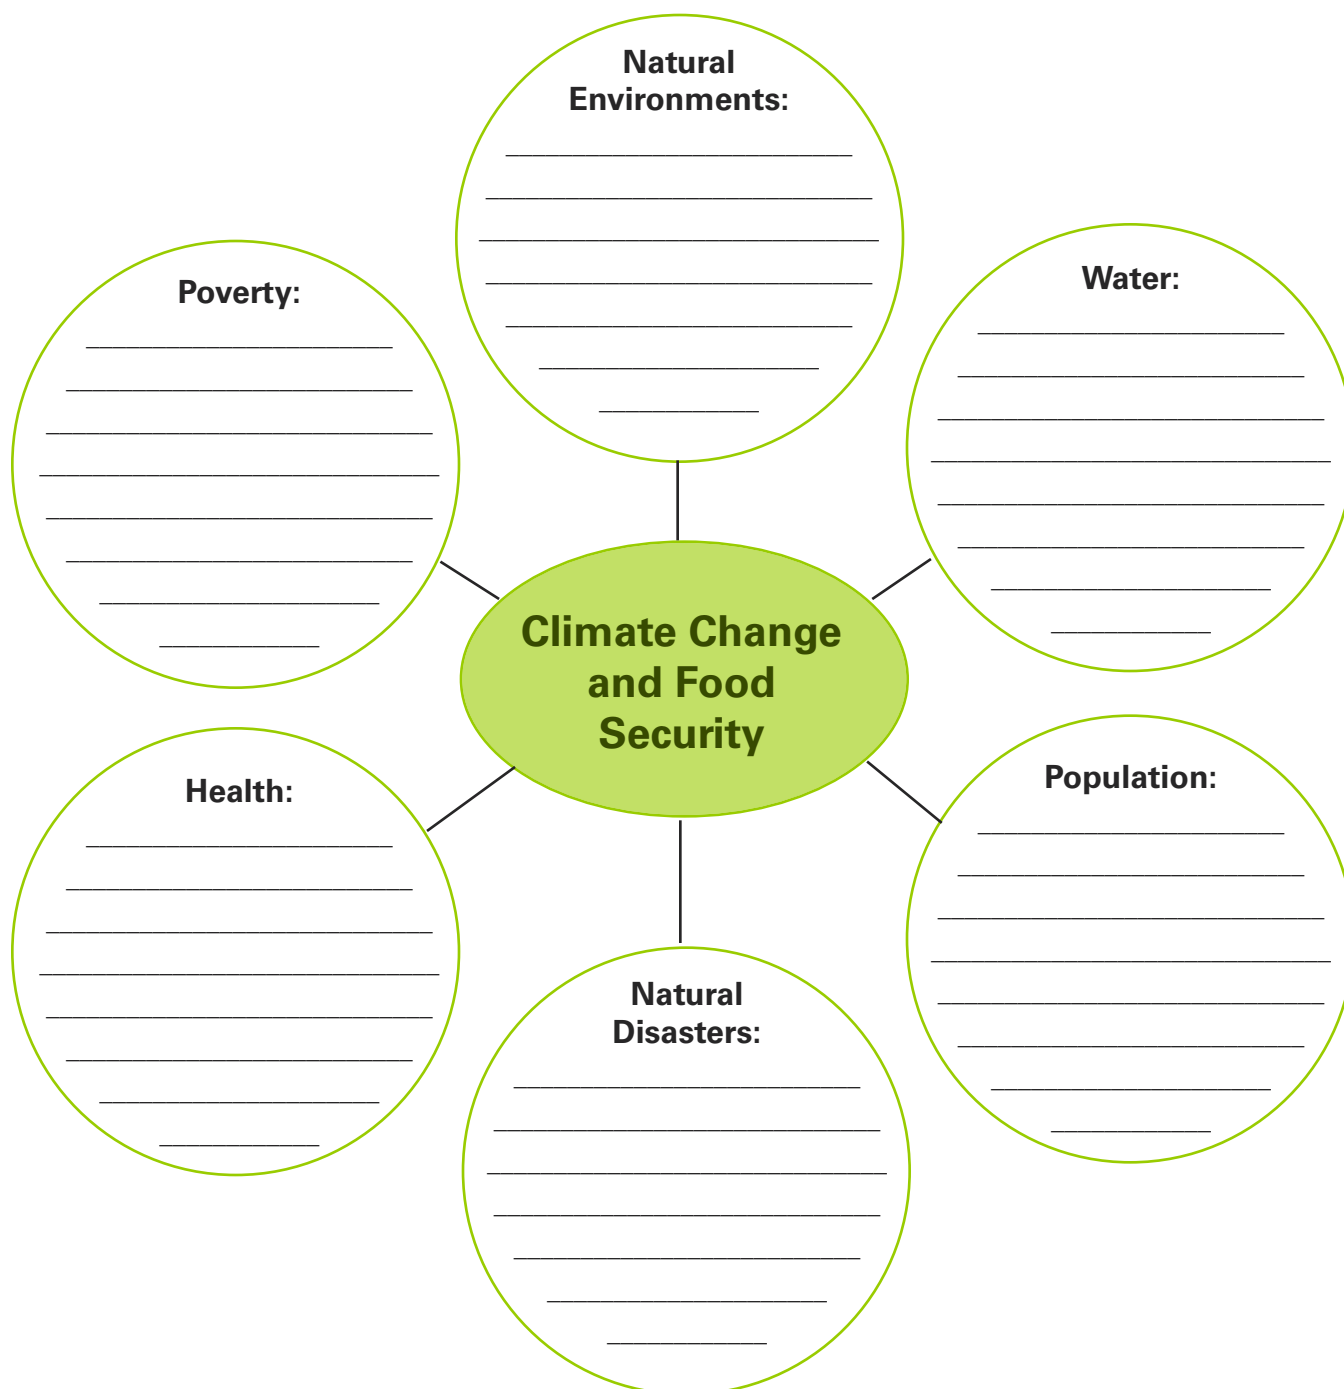 Natural
Environments:
Poverty:
Water:
Climate Change
and Food
Security
Health:
Population:
Natural
Disasters: